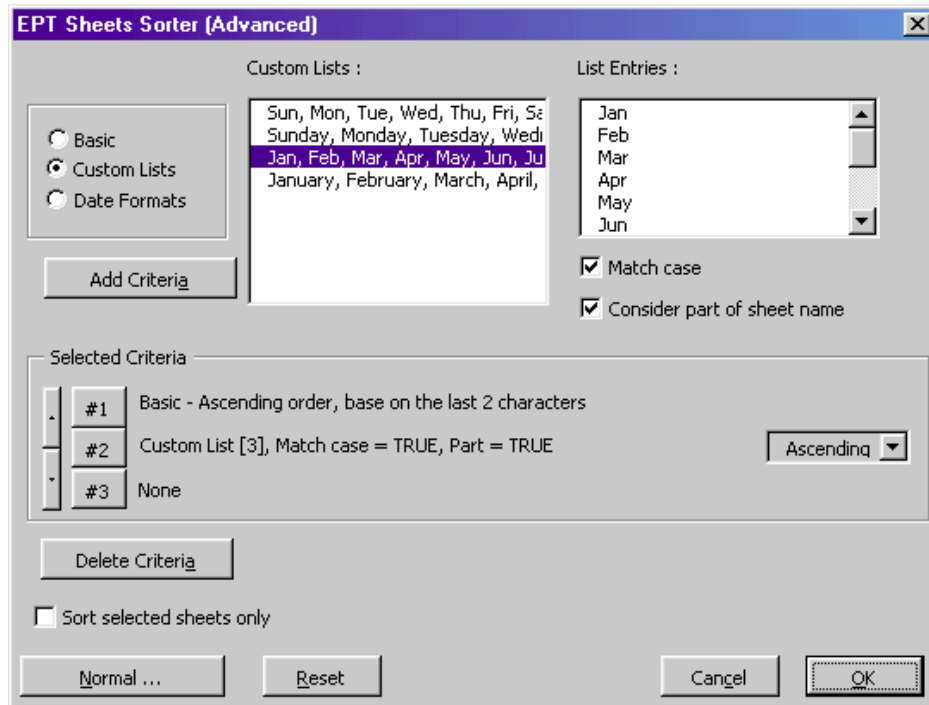 EPT Sheets Sorter (Advanced)
Custom Lists :
List Entries :
Basic
Custom Lists
Date Formats
Add Criteria
Sun, Mon, Tue, Wed, Thu, Fri, Sa
Sunday, Monday, Tuesday, Wedn
Jan, Feb, Mar, Apr, May, Jun, Ju
January, February, March, April,
Jan
Feb
Mar
Apr
May
Jun
Match case
Consider part of sheet name
Selected Criteria
#1 Basic - Ascending order, base on the last 2 characters
#2 Custom List [3], Match case = TRUE, Part = TRUE Ascending
#3 None
Delete Criteria
Sort selected sheets only
Normal ... Reset Cancel OK